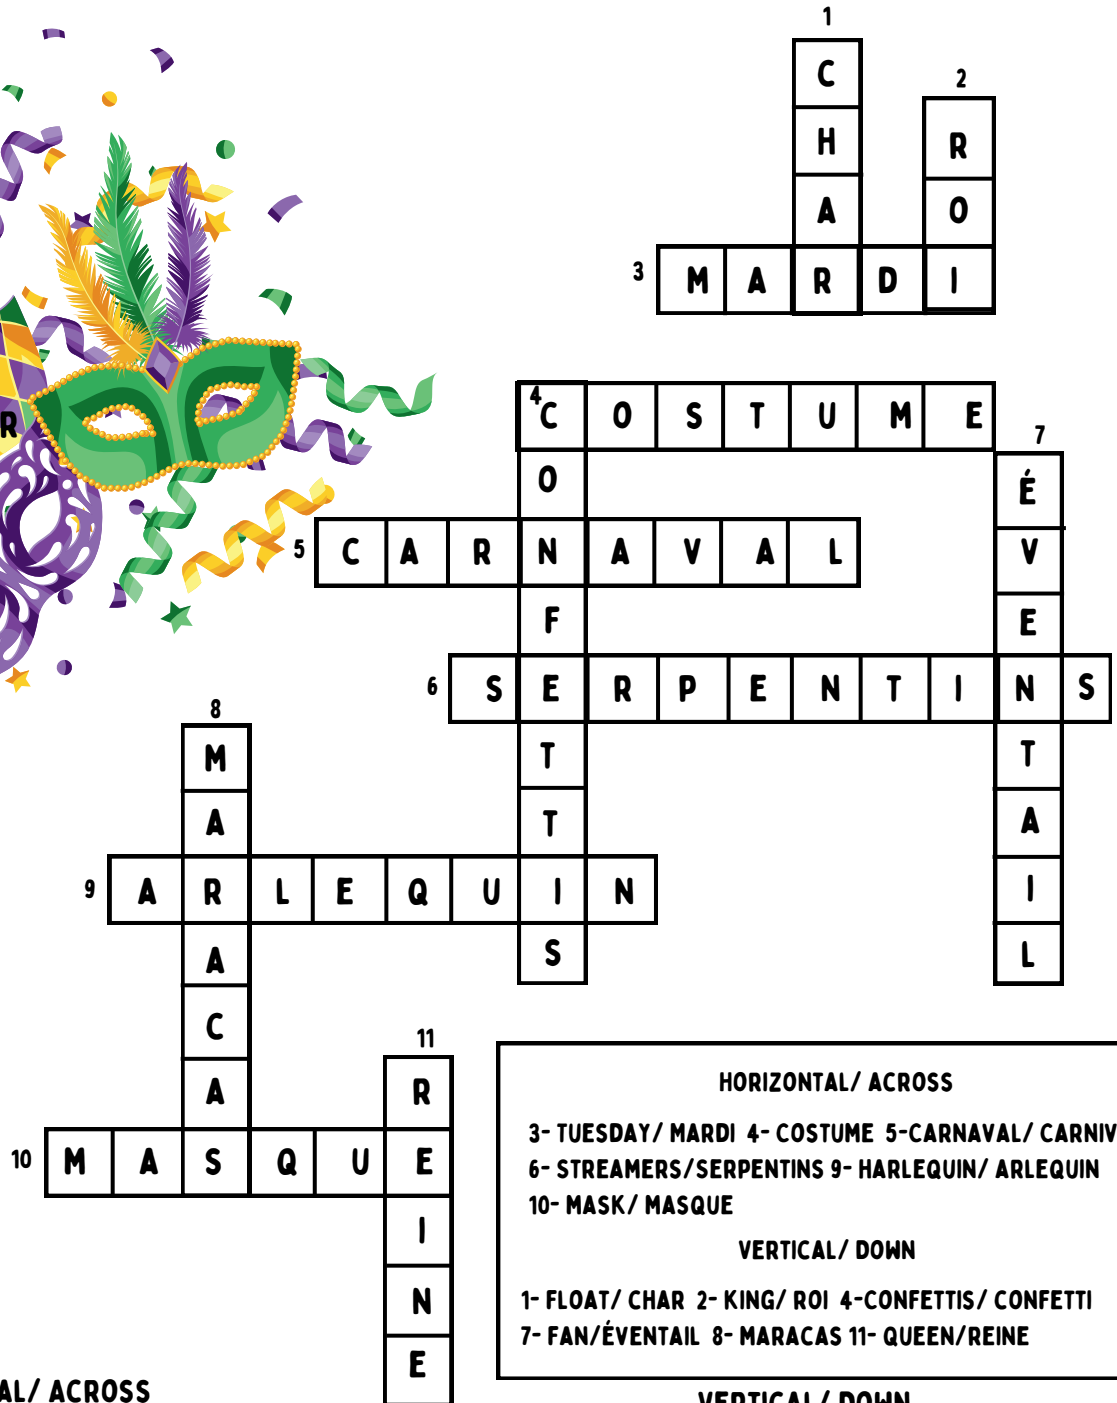 1
C
2
H
R
A
O
3 M A R D I
R
4 C O S T U M E
7
O
É
5 C A R N A V A L
V
F
E
6 S E R P E N T I N S
8
M
T
T
A
T
A
9 A R L E Q U I N
I
A
S
L
C
11
A
R
10 M A S Q U E
I
N
E
HORIZONTAL/ ACROSS
3- TUESDAY/ MARDI 4- COSTUME 5-CARNAVAL/ CARNIV
6- STREAMERS/SERPENTINS 9- HARLEQUIN/ ARLEQUIN
10- MASK/ MASQUE
VERTICAL/ DOWN
1- FLOAT/ CHAR 2- KING/ ROI 4-CONFETTIS/ CONFETTI
7- FAN/ÉVENTAIL 8- MARACAS 11- QUEEN/REINE
AL/ ACROSS
VERTICAL/ DOWN